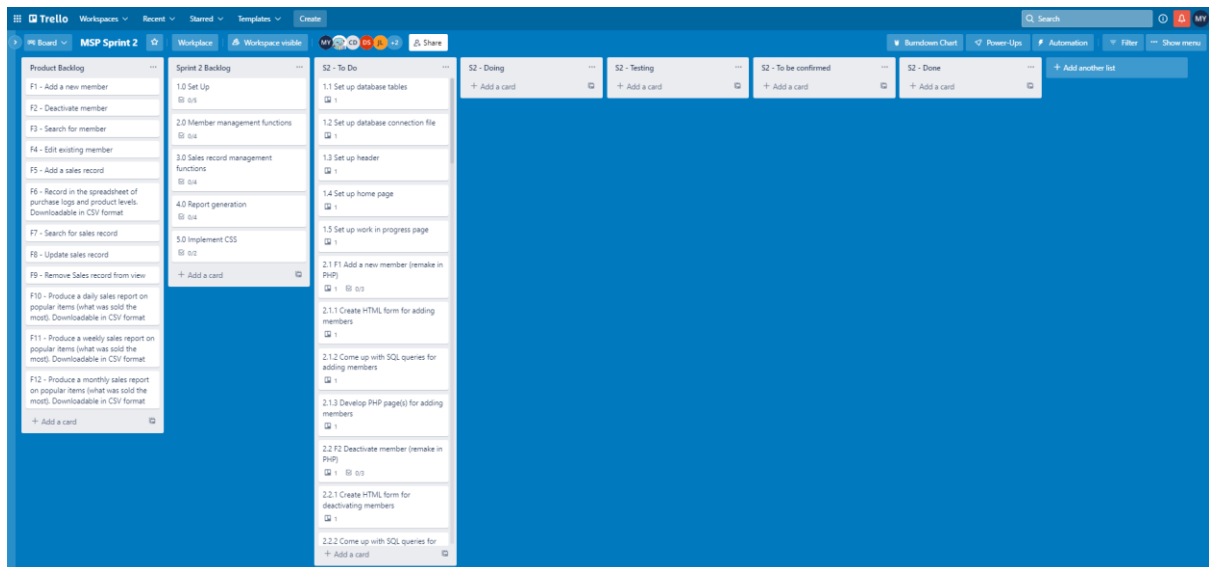 Trello Workspaces Recent Starred Templates Create Search MY
Board MSP Sprint 2 Workplace Workspace visible MY CD DS JL +2 Share Burndown Chart Power-Ups Automation Filter ··· Show menu
Product Backlog ···
F1 - Add a new member
F2 - Deactivate member
F3 - Search for member
F4 - Edit existing member
F5 - Add a sales record
F6 - Record in the spreadsheet of
purchase logs and product levels.
Downloadable in CSV format
F7 - Search for sales record
F8 - Update sales record
F9 - Remove Sales record from view
F10 - Produce a daily sales report on
popular items (what was sold the
most). Downloadable in CSV format
F11 - Produce a weekly sales report on
popular items (what was sold the
most). Downloadable in CSV format
F12 - Produce a monthly sales report
on popular items (what was sold the
most). Downloadable in CSV format
+ Add a card
Sprint 2 Backlog ···
1.0 Set Up
0/5
2.0 Member management functions
0/4
3.0 Sales record management
functions
0/4
4.0 Report generation
0/4
5.0 Implement CSS
0/2
+ Add a card
S2 - To Do ···
1.1 Set up database tables
1
1.2 Set up database connection file
1
1.3 Set up header
1
1.4 Set up home page
1
1.5 Set up work in progress page
1
2.1 F1 Add a new member (remake in
PHP)
1 0/3
2.1.1 Create HTML form for adding
members
1
2.1.2 Come up with SQL queries for
adding members
1
2.1.3 Develop PHP page(s) for adding
members
1
2.2 F2 Deactivate member (remake in
PHP)
1 0/3
2.2.1 Create HTML form for
deactivating members
1
2.2.2 Come up with SQL queries for
+ Add a card
S2 - Doing ···
+ Add a card
S2 - Testing ···
+ Add a card
S2 - To be confirmed ···
+ Add a card
S2 - Done ···
+ Add a card
+ Add another list